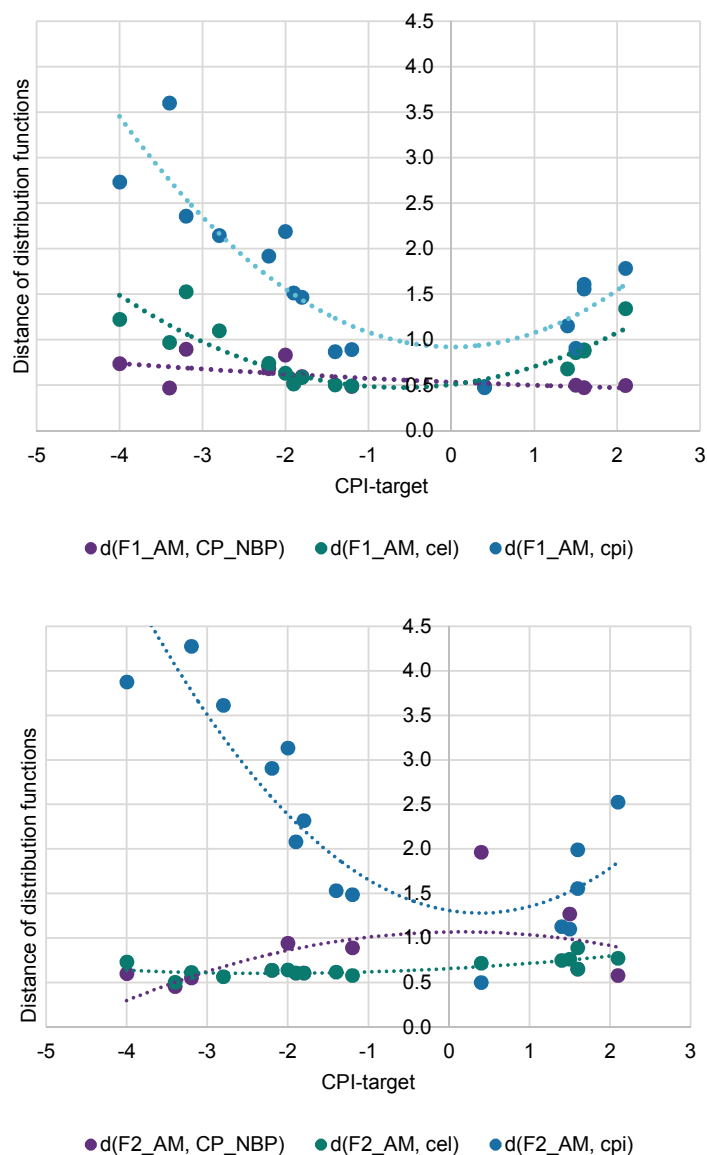 4.5
4.0
3.5
3.0
2.5
2.0
1.5
1.0
0.5
0.0
Distance of distribution functions
-5 -4 -3 -2 -1 0 1 2 3
CPI-target
d(F1_AM, CP_NBP) d(F1_AM, cel) d(F1_AM, cpi)
4.5
4.0
3.5
3.0
2.5
2.0
1.5
1.0
0.5
0.0
Distance of distribution functions
-5 -4 -3 -2 -1 0 1 2 3
CPI-target
d(F2_AM, CP_NBP) d(F2_AM, cel) d(F2_AM, cpi)